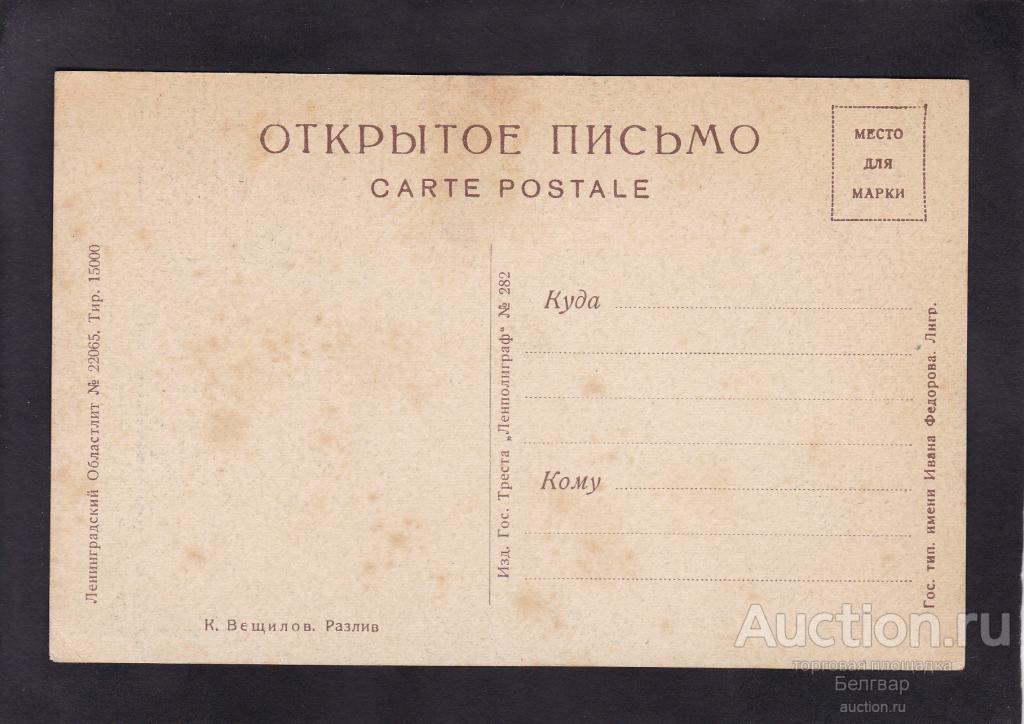 ОТКРЫТОЕ ПИСЬМО
CARTE POSTALE
МЕСТО
ДЛЯ
МАРКИ
Ленинградский Областлит № 22065. Тир. 15000
Изд. Гос. Треста „Ленполиграф“ № 282
Куда
Кому
Гос. тип. имени Ивана Федорова. Лнгр.
К. Вещилов. Разлив
Auction.ru
торговая площадка
Белгвар
auction.ru